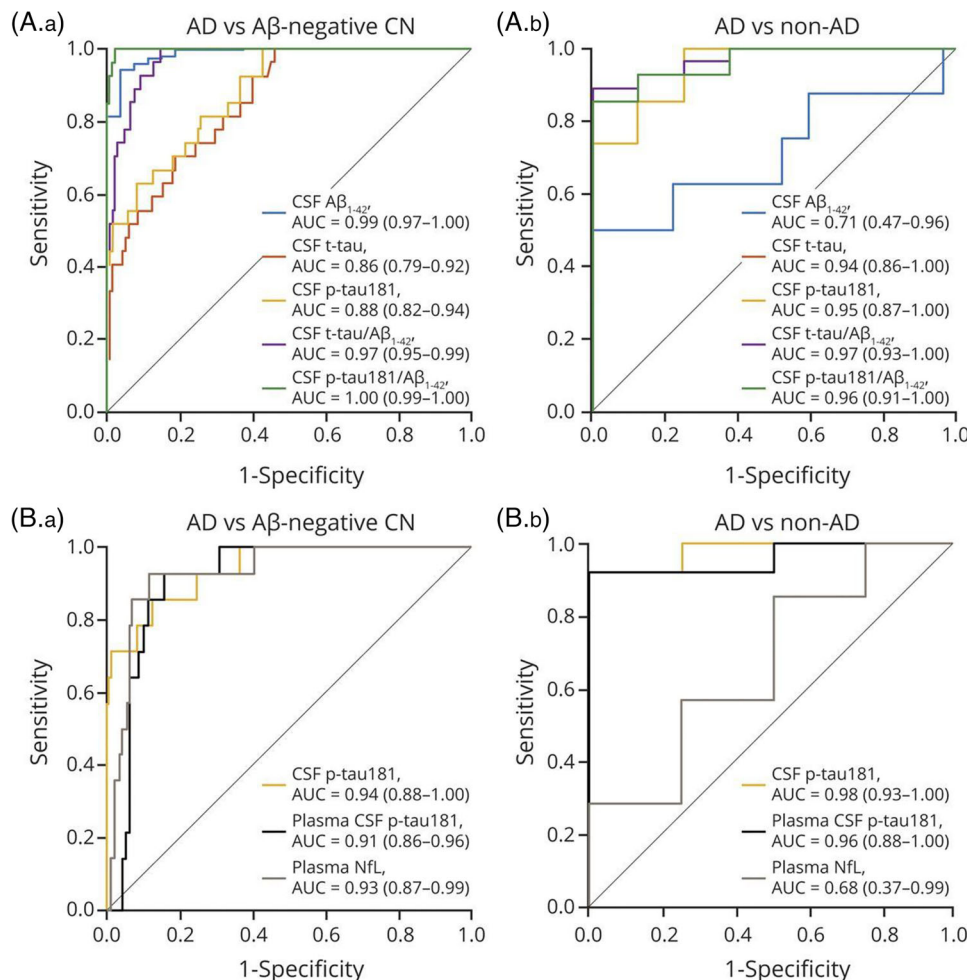 (A.a)
AD vs Aβ-negative CN
1.0
0.8
0.6
0.4
0.2
0.0
Sensitivity
CSF Aβ1-42,
AUC = 0.99 (0.97–1.00)
CSF t-tau,
AUC = 0.86 (0.79–0.92)
CSF p-tau181,
AUC = 0.88 (0.82–0.94)
CSF t-tau/Aβ1-42,
AUC = 0.97 (0.95–0.99)
CSF p-tau181/Aβ1-42,
AUC = 1.00 (0.99–1.00)
0.0 0.2 0.4 0.6 0.8 1.0
1-Specificity
(A.b)
AD vs non-AD
1.0
0.8
0.6
0.4
0.2
0.0
Sensitivity
CSF Aβ1-42,
AUC = 0.71 (0.47–0.96)
CSF t-tau,
AUC = 0.94 (0.86–1.00)
CSF p-tau181,
AUC = 0.95 (0.87–1.00)
CSF t-tau/Aβ1-42,
AUC = 0.97 (0.93–1.00)
CSF p-tau181/Aβ1-42,
AUC = 0.96 (0.91–1.00)
0.0 0.2 0.4 0.6 0.8 1.0
1-Specificity
(B.a)
AD vs Aβ-negative CN
1.0
0.8
0.6
0.4
0.2
0.0
Sensitivity
CSF p-tau181,
AUC = 0.94 (0.88–1.00)
Plasma CSF p-tau181,
AUC = 0.91 (0.86–0.96)
Plasma NfL,
AUC = 0.93 (0.87–0.99)
0.0 0.2 0.4 0.6 0.8 1.0
1-Specificity
(B.b)
AD vs non-AD
1.0
0.8
0.6
0.4
0.2
0.0
Sensitivity
CSF p-tau181,
AUC = 0.98 (0.93–1.00)
Plasma CSF p-tau181,
AUC = 0.96 (0.88–1.00)
Plasma NfL,
AUC = 0.68 (0.37–0.99)
0.0 0.2 0.4 0.6 0.8 1.0
1-Specificity